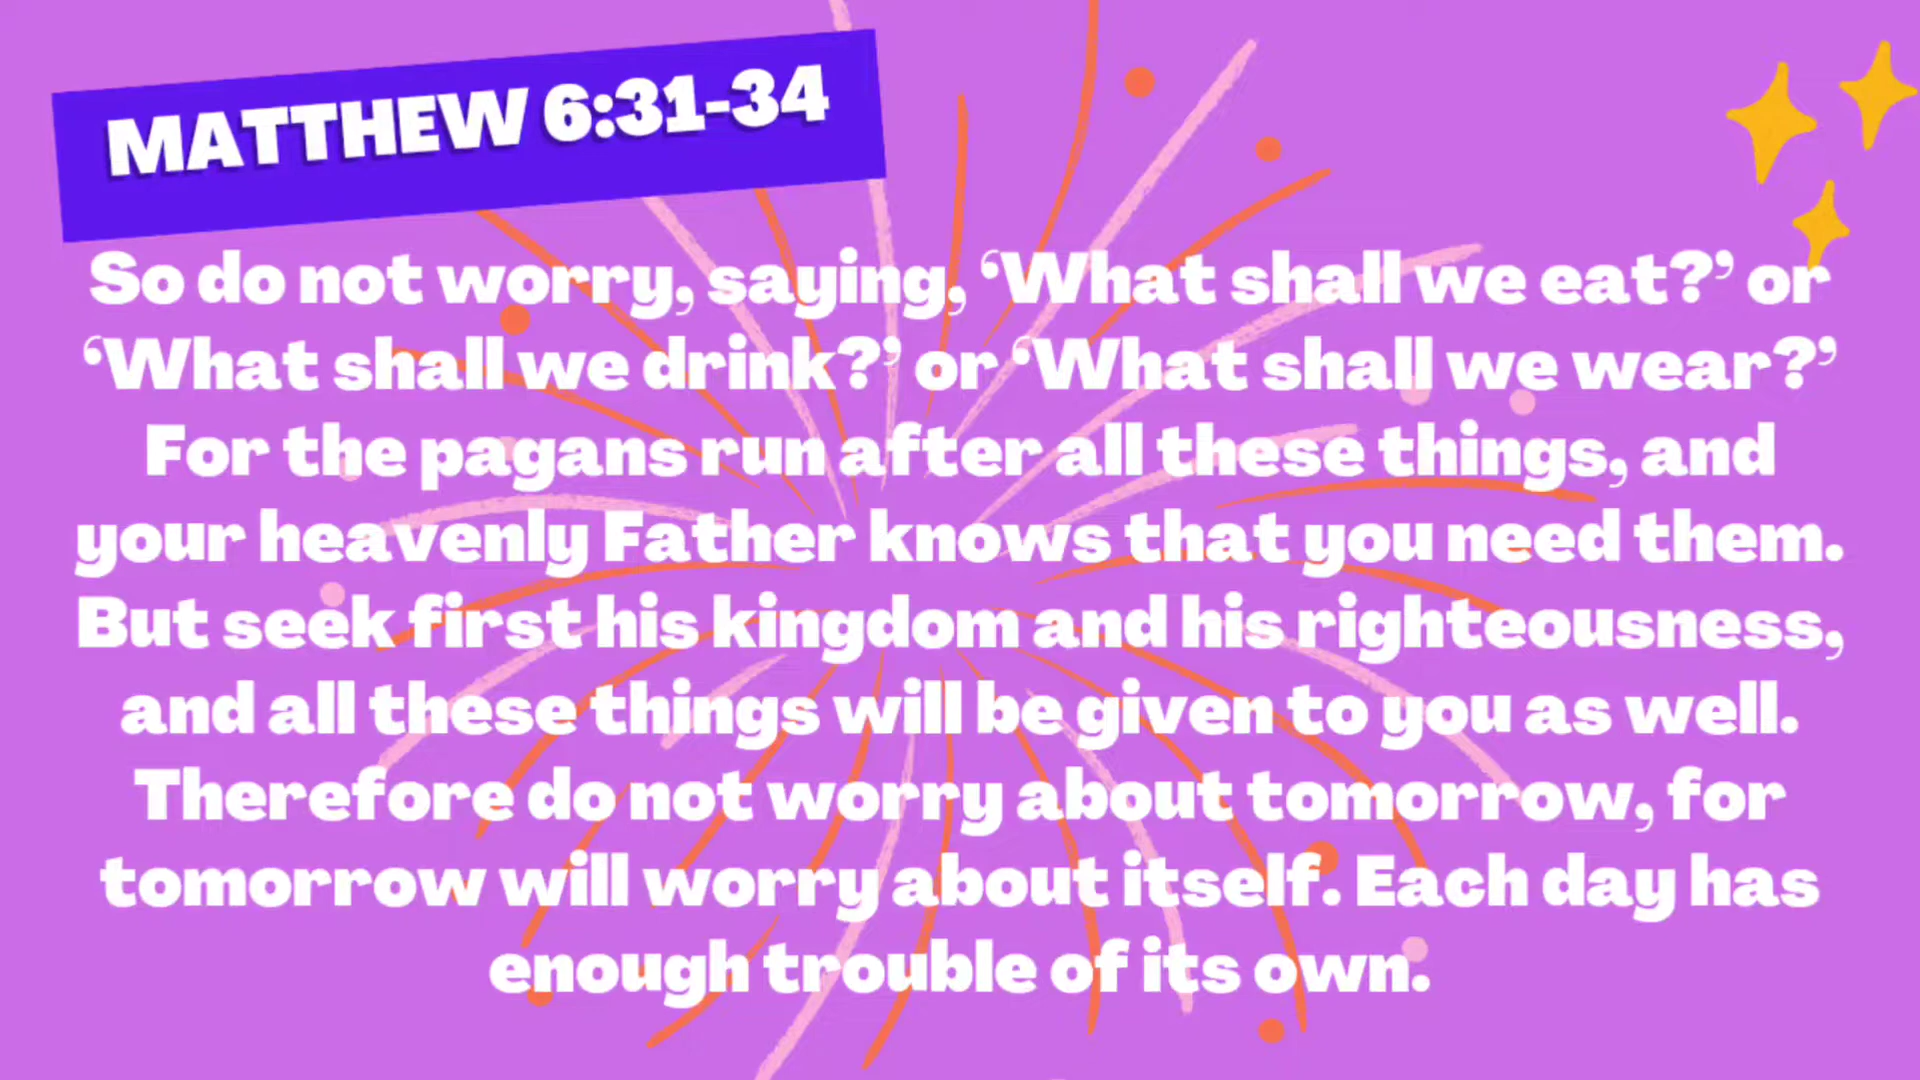 MATTHEW 6:31-34
So do not worry, saying, ‘What shall we eat?’ or
‘What shall we drink?’ or ‘What shall we wear?’
For the pagans run after all these things, and
your heavenly Father knows that you need them.
But seek first his kingdom and his righteousness,
and all these things will be given to you as well.
Therefore do not worry about tomorrow, for
tomorrow will worry about itself. Each day has
enough trouble of its own.